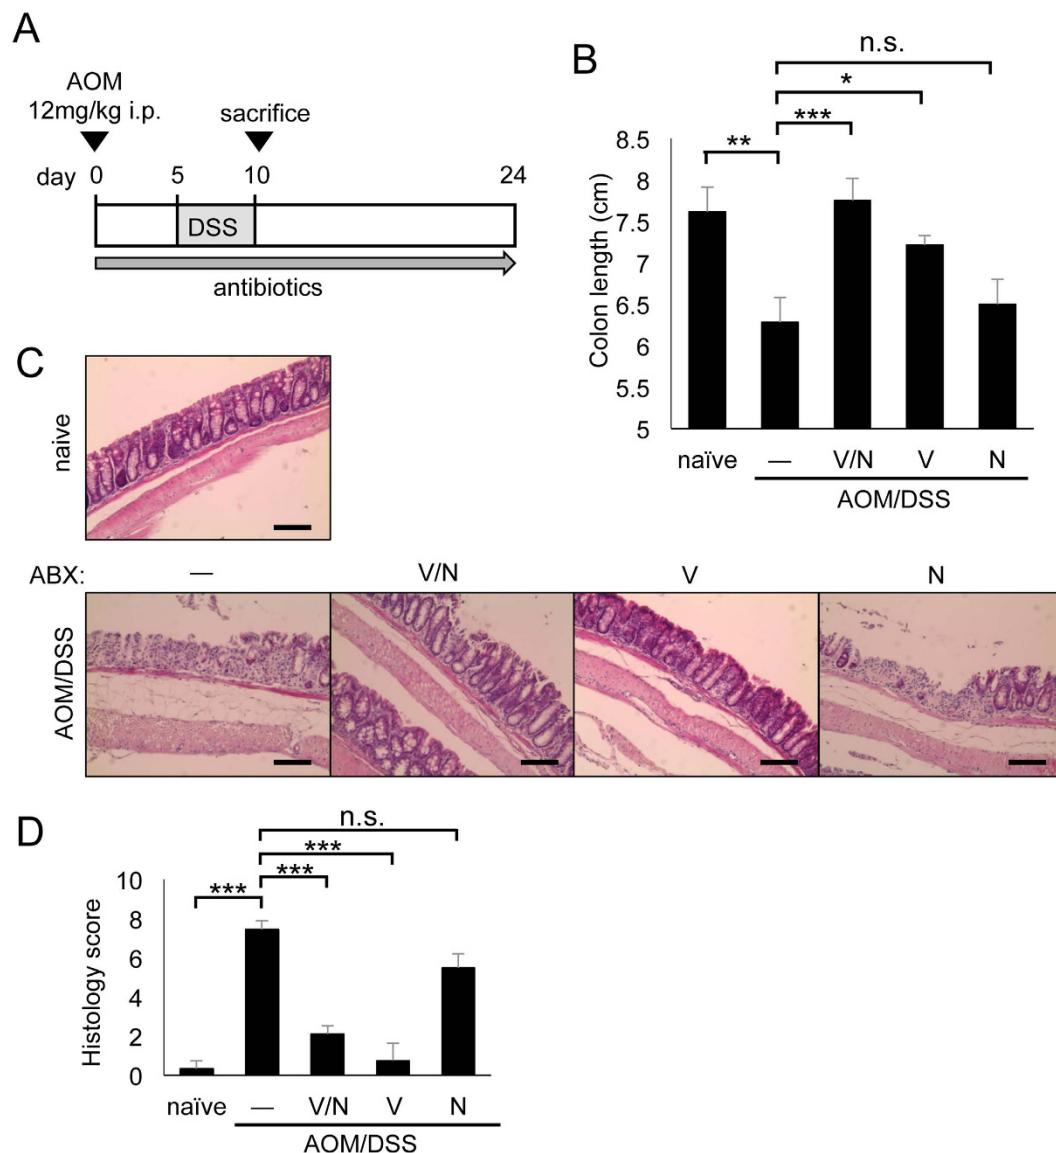 A
AOM
12mg/kg i.p.
sacrifice
day 0 5 10 24
DSS
antibiotics
B
n.s.
*
***
**
Colon length (cm)
8.5
8
7.5
7
6.5
6
5.5
5
naïve — V/N V N
AOM/DSS
C
naive
ABX: — V/N V N
AOM/DSS
D
n.s.
***
***
***
Histology score
10
8
6
4
2
0
naïve — V/N V N
AOM/DSS